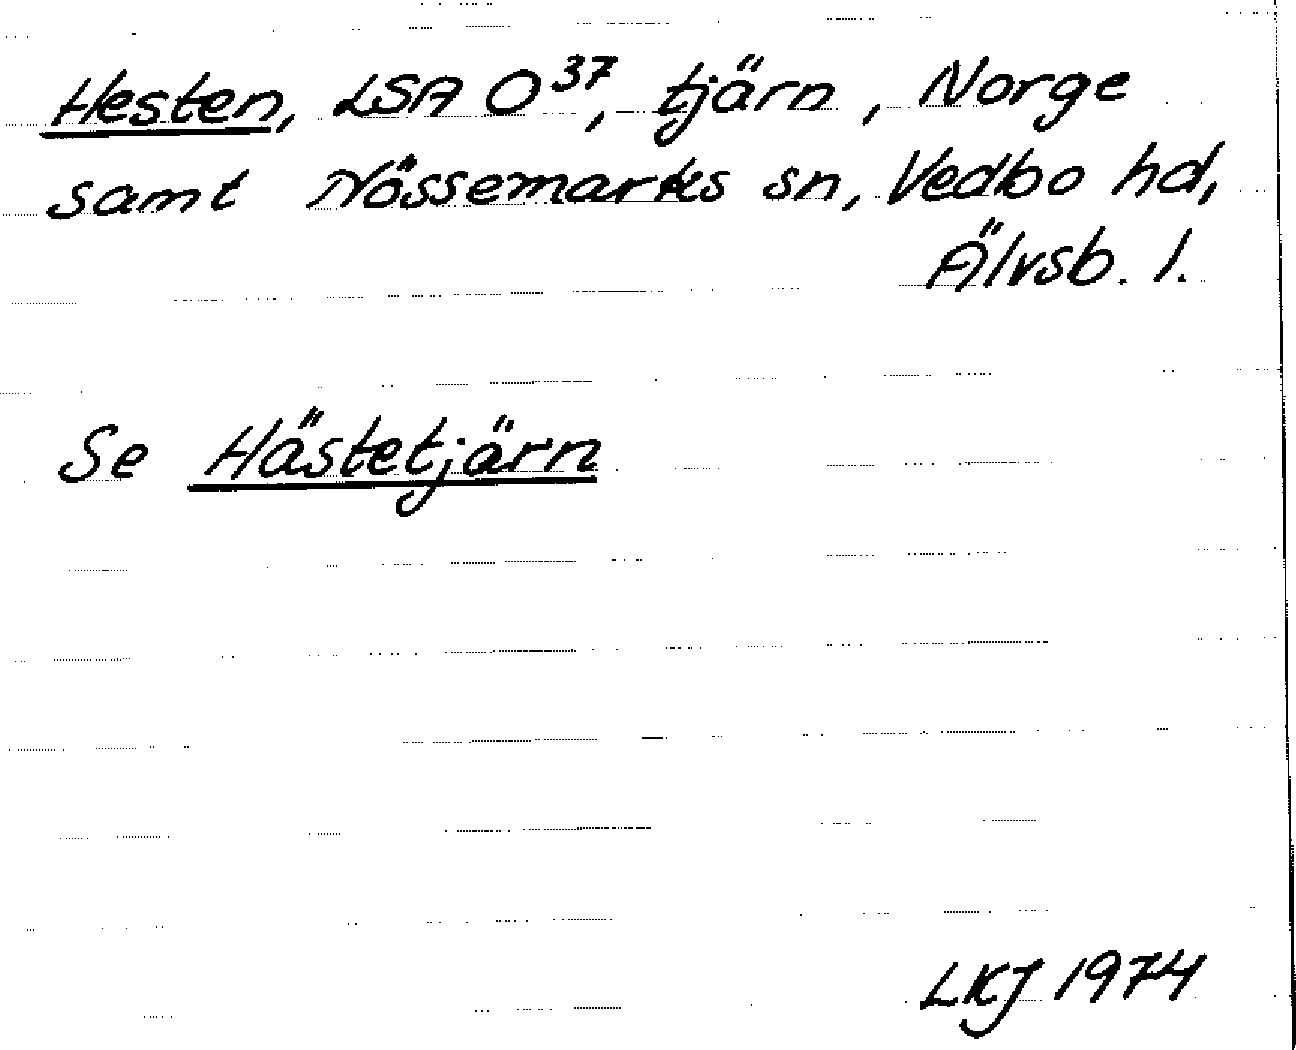 Hesten, LSA O³⁷, tjärn, Norge
samt Nössemarks sn, Vedbo hd,
Älvsb. l.
Se Hästetjärn
LKJ 1974